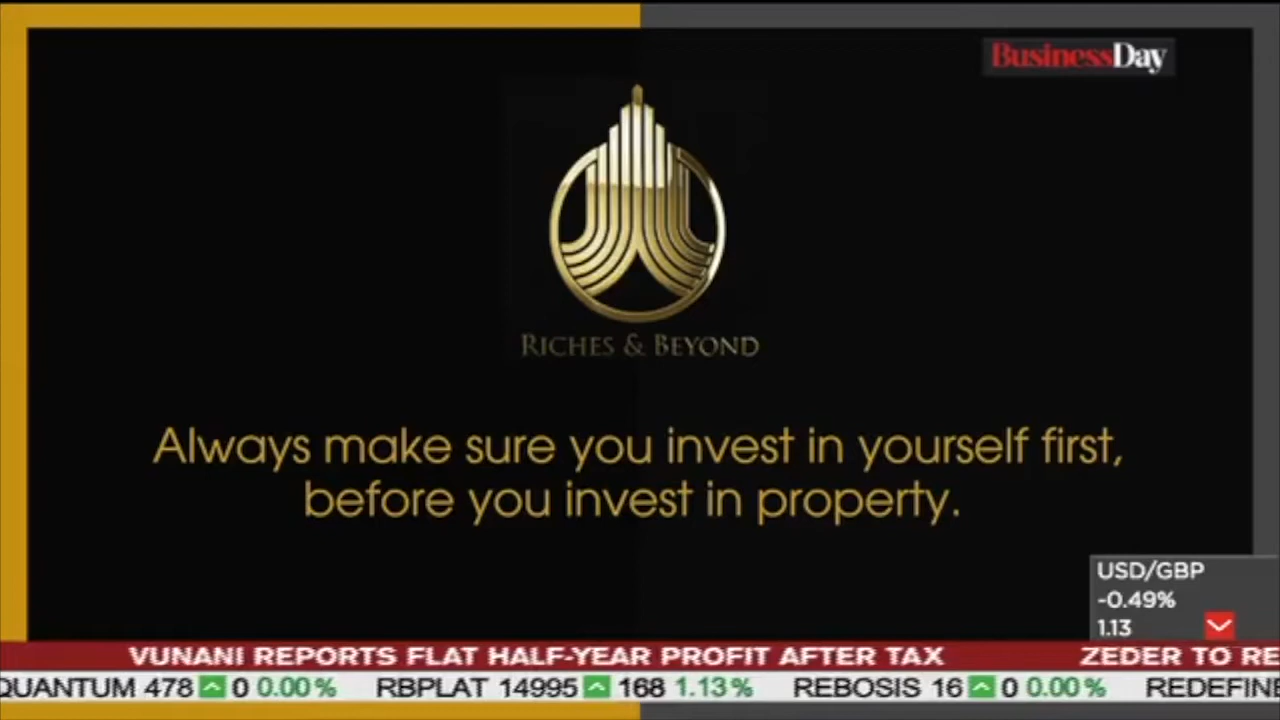 BusinessDay
RICHES & BEYOND
Always make sure you invest in yourself first,
before you invest in property.
USD/GBP
-0.49%
1.13
VUNANI REPORTS FLAT HALF-YEAR PROFIT AFTER TAX ZEDER TO RE
QUANTUM 478 0 0.00% RBPLAT 14995 168 1.13% REBOSIS 16 0 0.00% REDEFINE